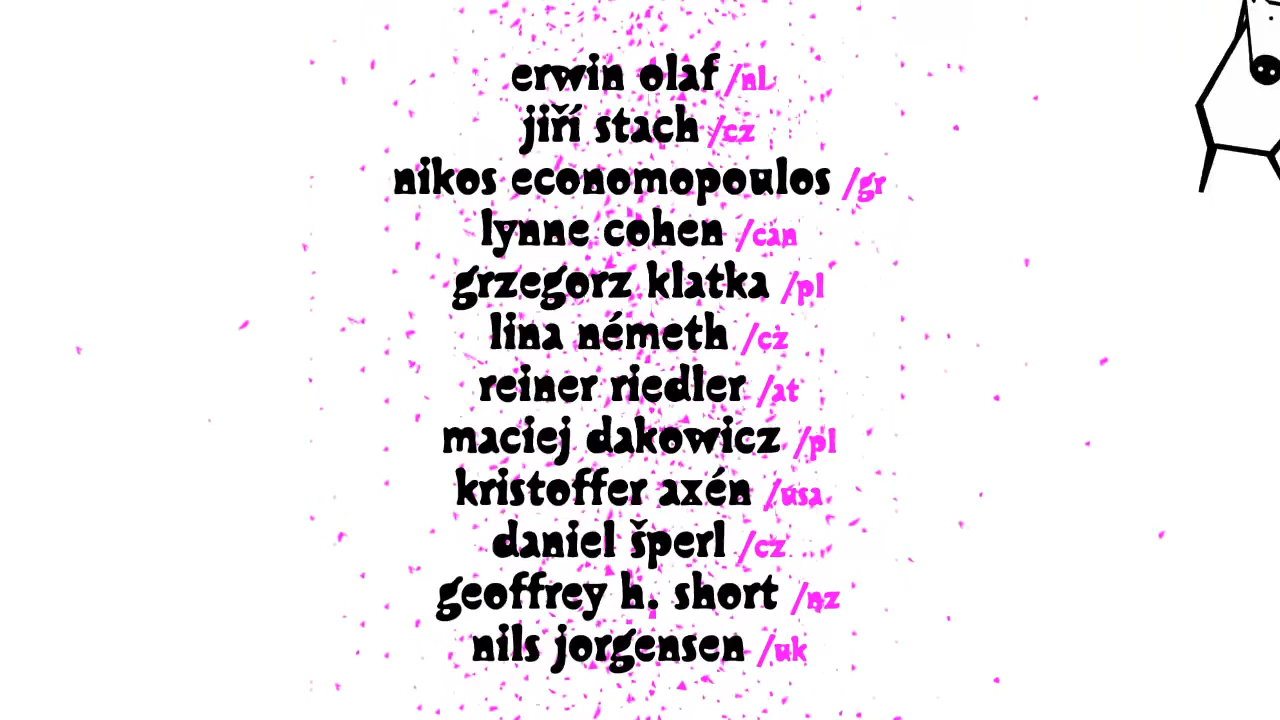 erwin olaf /nl
jiří stach /cz
nikos economopoulos /gr
lynne cohen /can
grzegorz klatka /pl
lina németh /cz
reiner riedler /at
maciej dakowicz /pl
kristoffer axén /usa
daniel šperl /cz
geoffrey h. short /nz
nils jorgensen /uk